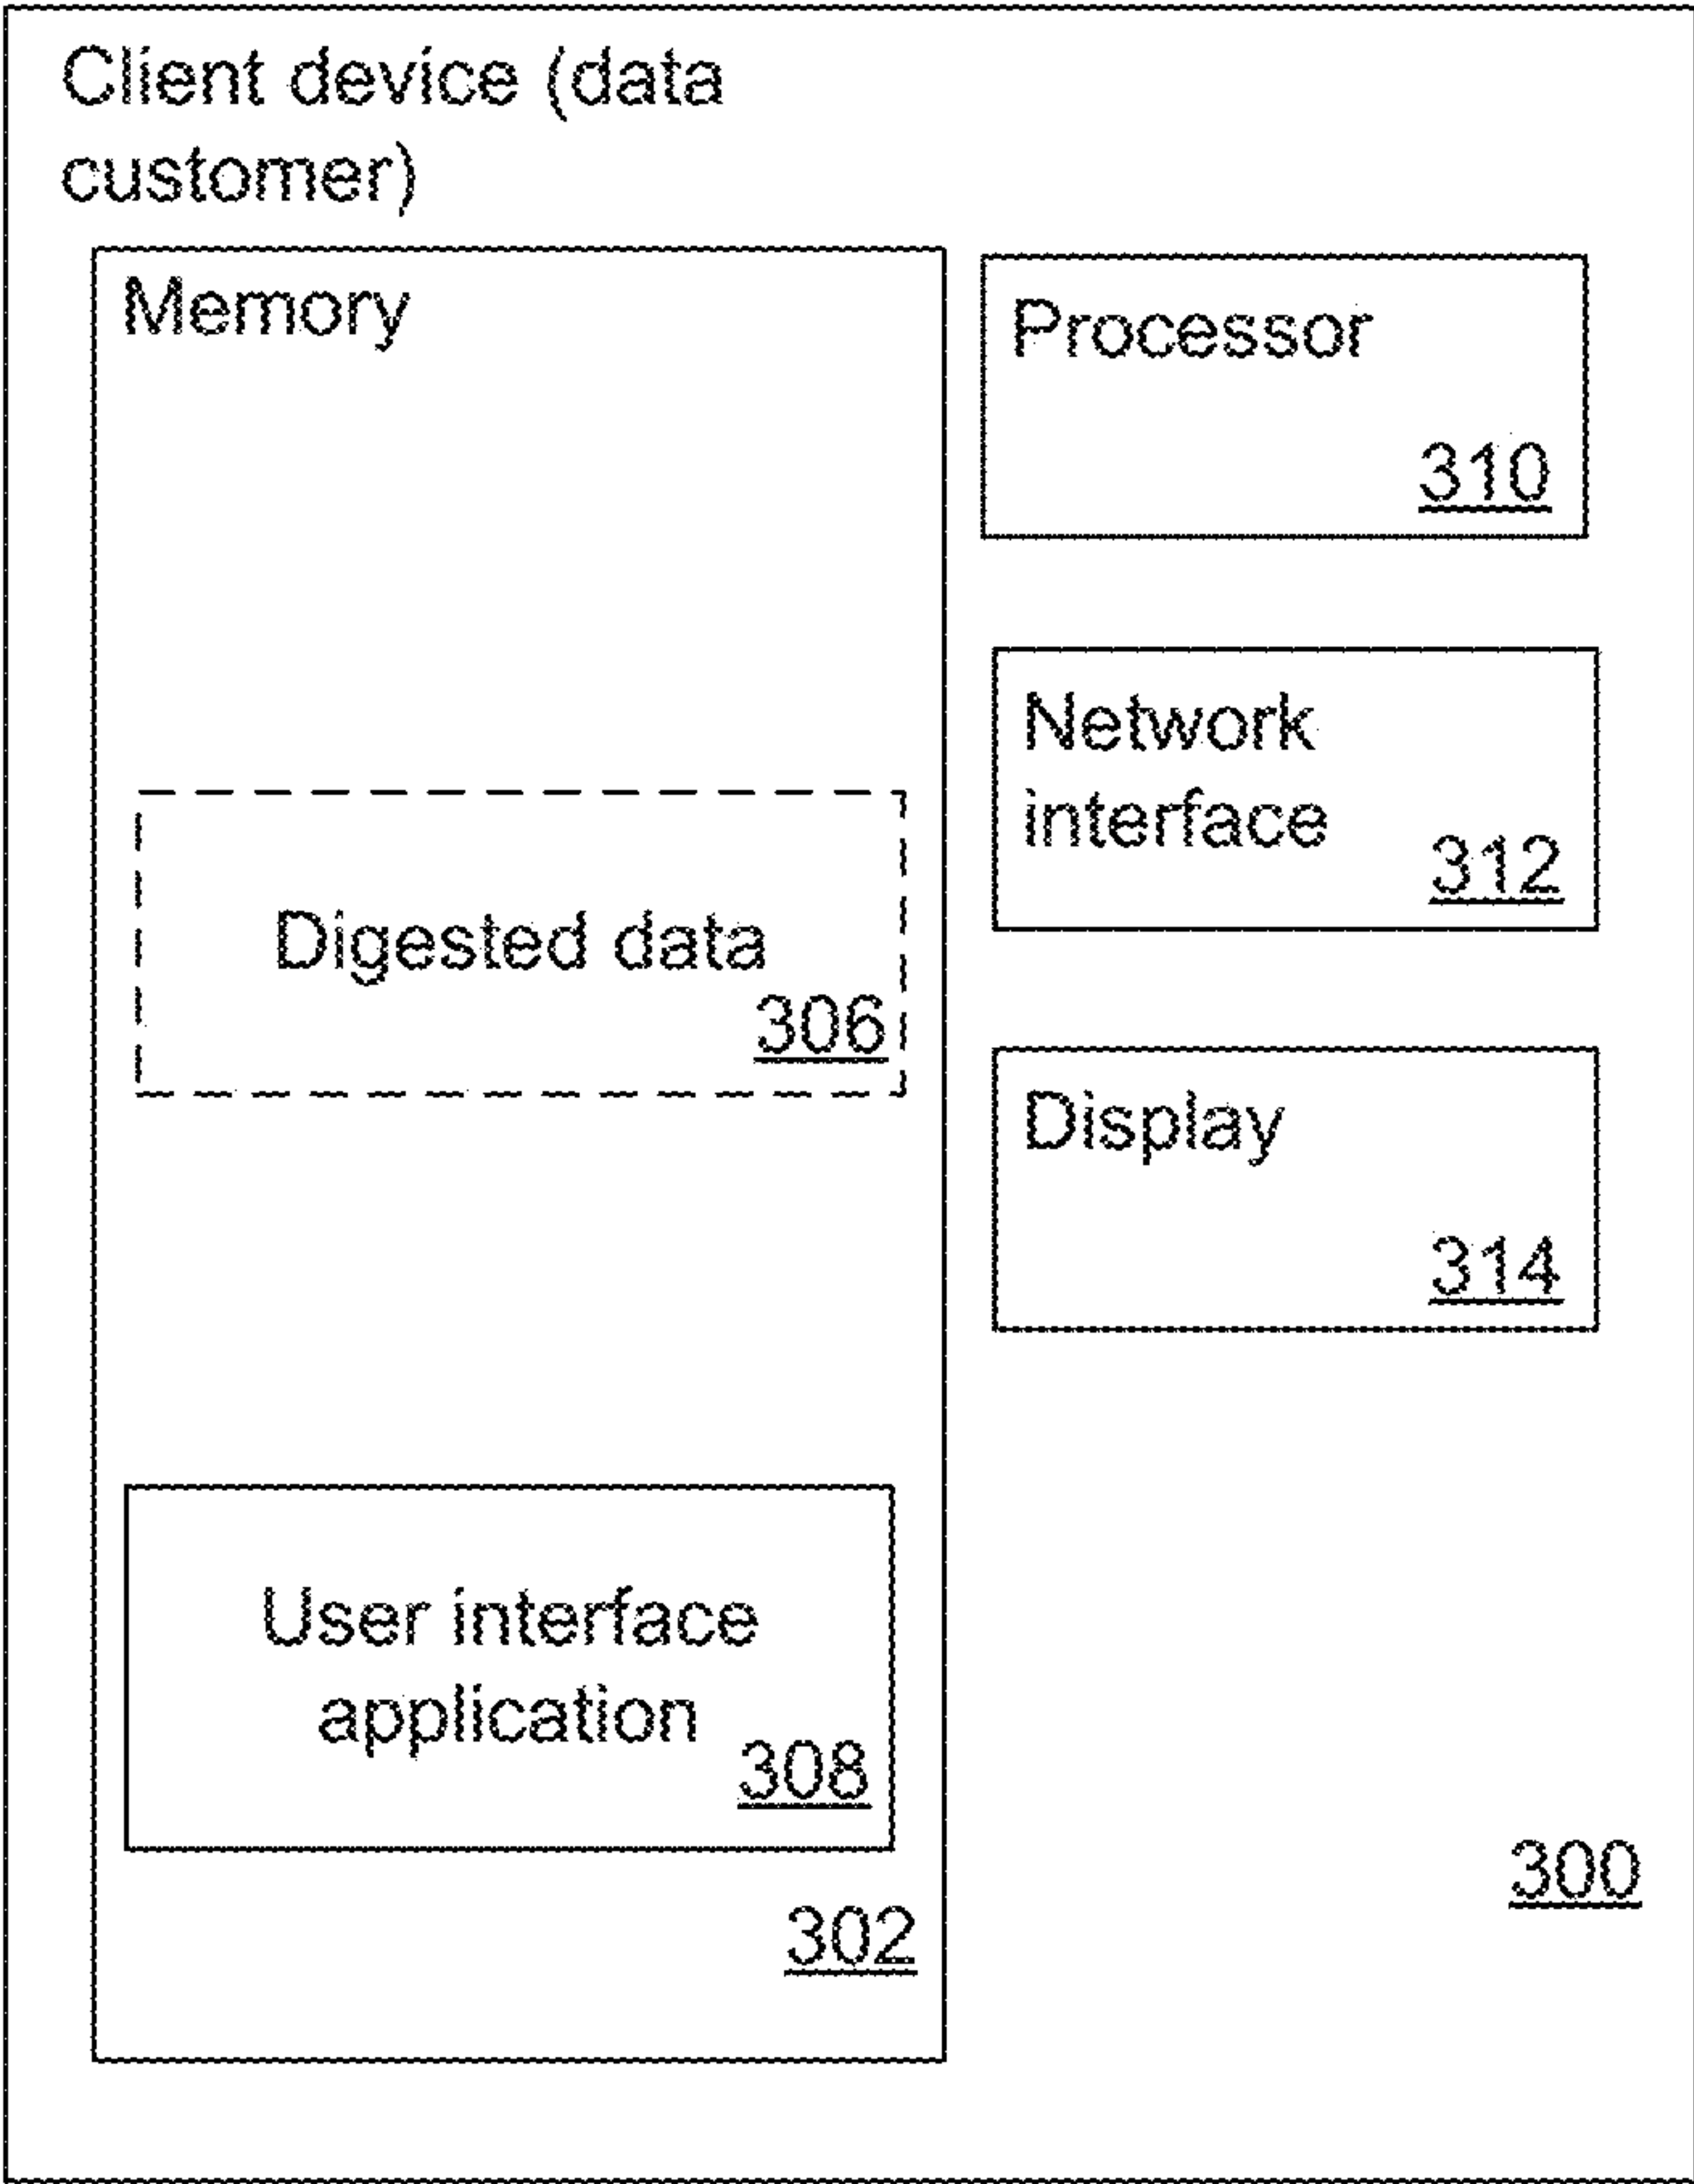 Client device (data
customer)
Memory
Digested data
306
User interface
application
308
302
Processor
310
Network
interface
312
Display
314
300